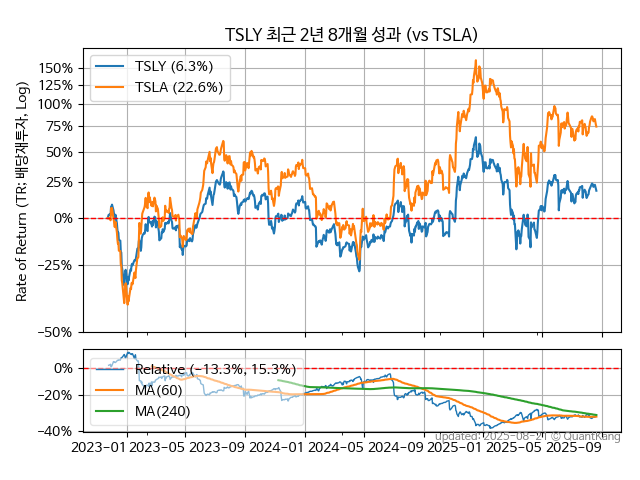 TSLY 최근 2년 8개월 성과 (vs TSLA)
Rate of Return (TR: 배당재투자, Log)
150%
125%
100%
75%
50%
25%
0%
−25%
−50%
TSLY (6.3%)
TSLA (22.6%)
0%
−20%
−40%
Relative (−13.3%, 15.3%)
MA(60)
MA(240)
2023−01 2023−05 2023−09 2024−01 2024−05 2024−09 2025−01 2025−05 2025−09
updated: 2025−08−21 © QuantKang